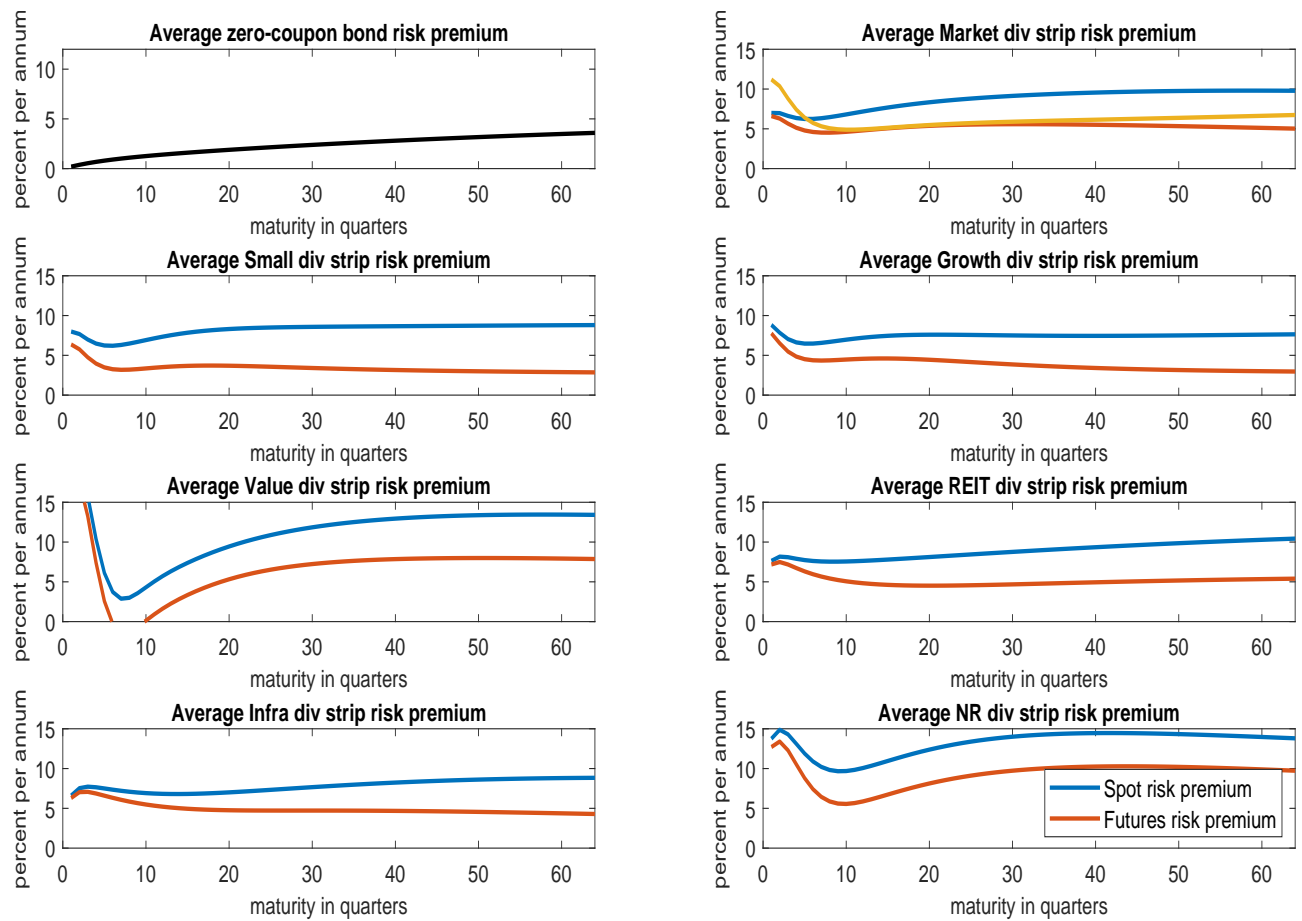 Average zero-coupon bond risk premium
percent per annum
10
5
0
0 10 20 30 40 50 60
maturity in quarters
Average Market div strip risk premium
percent per annum
15
10
5
0
0 10 20 30 40 50 60
maturity in quarters
Average Small div strip risk premium
percent per annum
15
10
5
0
0 10 20 30 40 50 60
maturity in quarters
Average Growth div strip risk premium
percent per annum
15
10
5
0
0 10 20 30 40 50 60
maturity in quarters
Average Value div strip risk premium
percent per annum
15
10
5
0
0 10 20 30 40 50 60
maturity in quarters
Average REIT div strip risk premium
percent per annum
15
10
5
0
0 10 20 30 40 50 60
maturity in quarters
Average Infra div strip risk premium
percent per annum
15
10
5
0
0 10 20 30 40 50 60
maturity in quarters
Average NR div strip risk premium
percent per annum
15
10
5
0
0 10 20 30 40 50 60
maturity in quarters
Spot risk premium
Futures risk premium